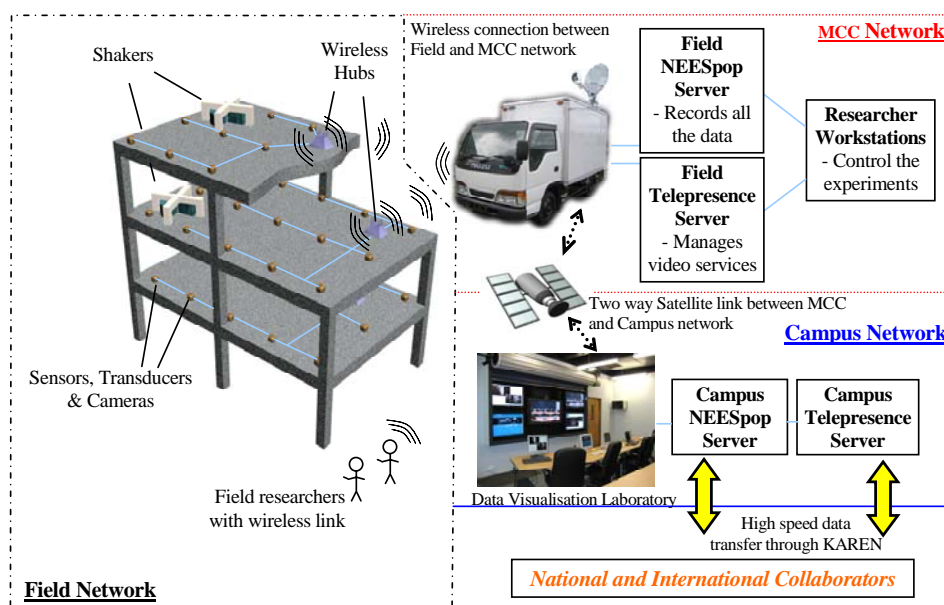 Shakers
Wireless
Hubs
Sensors, Transducers
& Cameras
Field researchers
with wireless link
Field Network
Wireless connection between
Field and MCC network
MCC Network
Field
NEESpop
Server
- Records all
the data
Field
Telepresence
Server
- Manages
video services
Researcher
Workstations
- Control the
experiments
Two way Satellite link between MCC
and Campus network
Campus Network
Campus
NEESpop
Server
Campus
Telepresence
Server
Data Visualisation Laboratory
High speed data
transfer through KAREN
National and International Collaborators